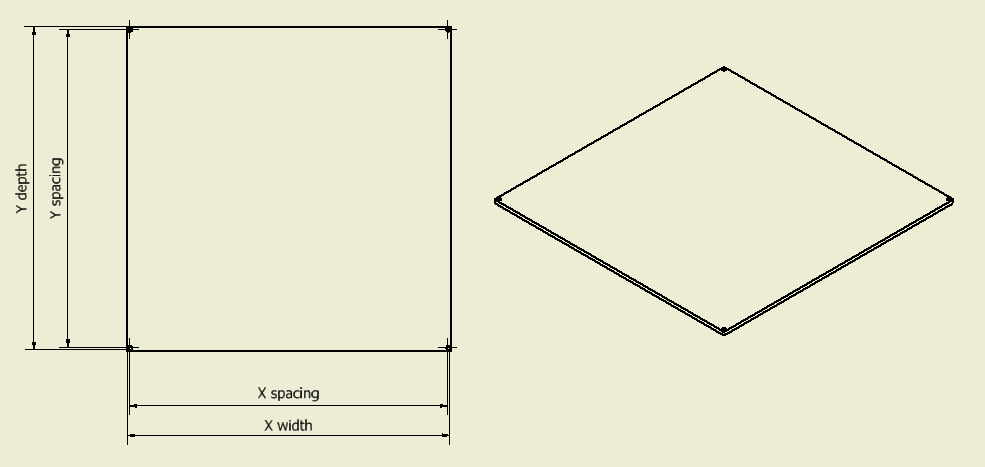 Y depth
Y spacing
X spacing
X width